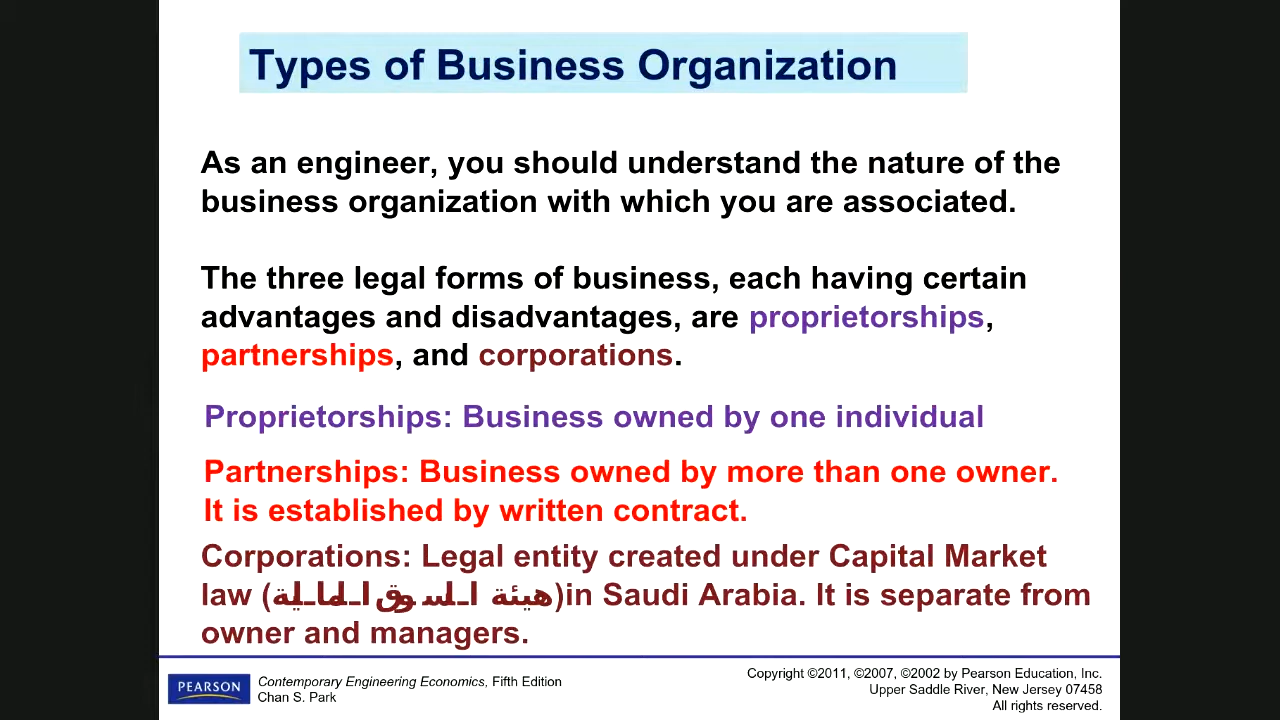 Types of Business Organization
As an engineer, you should understand the nature of the
business organization with which you are associated.
The three legal forms of business, each having certain
advantages and disadvantages, are proprietorships,
partnerships, and corporations.
Proprietorships: Business owned by one individual
Partnerships: Business owned by more than one owner.
It is established by written contract.
Corporations: Legal entity created under Capital Market
law (هيئة السوق المالية)in Saudi Arabia. It is separate from
owner and managers.
PEARSON
Contemporary Engineering Economics, Fifth Edition
Chan S. Park
Copyright ©2011, ©2007, ©2002 by Pearson Education, Inc.
Upper Saddle River, New Jersey 07458
All rights reserved.